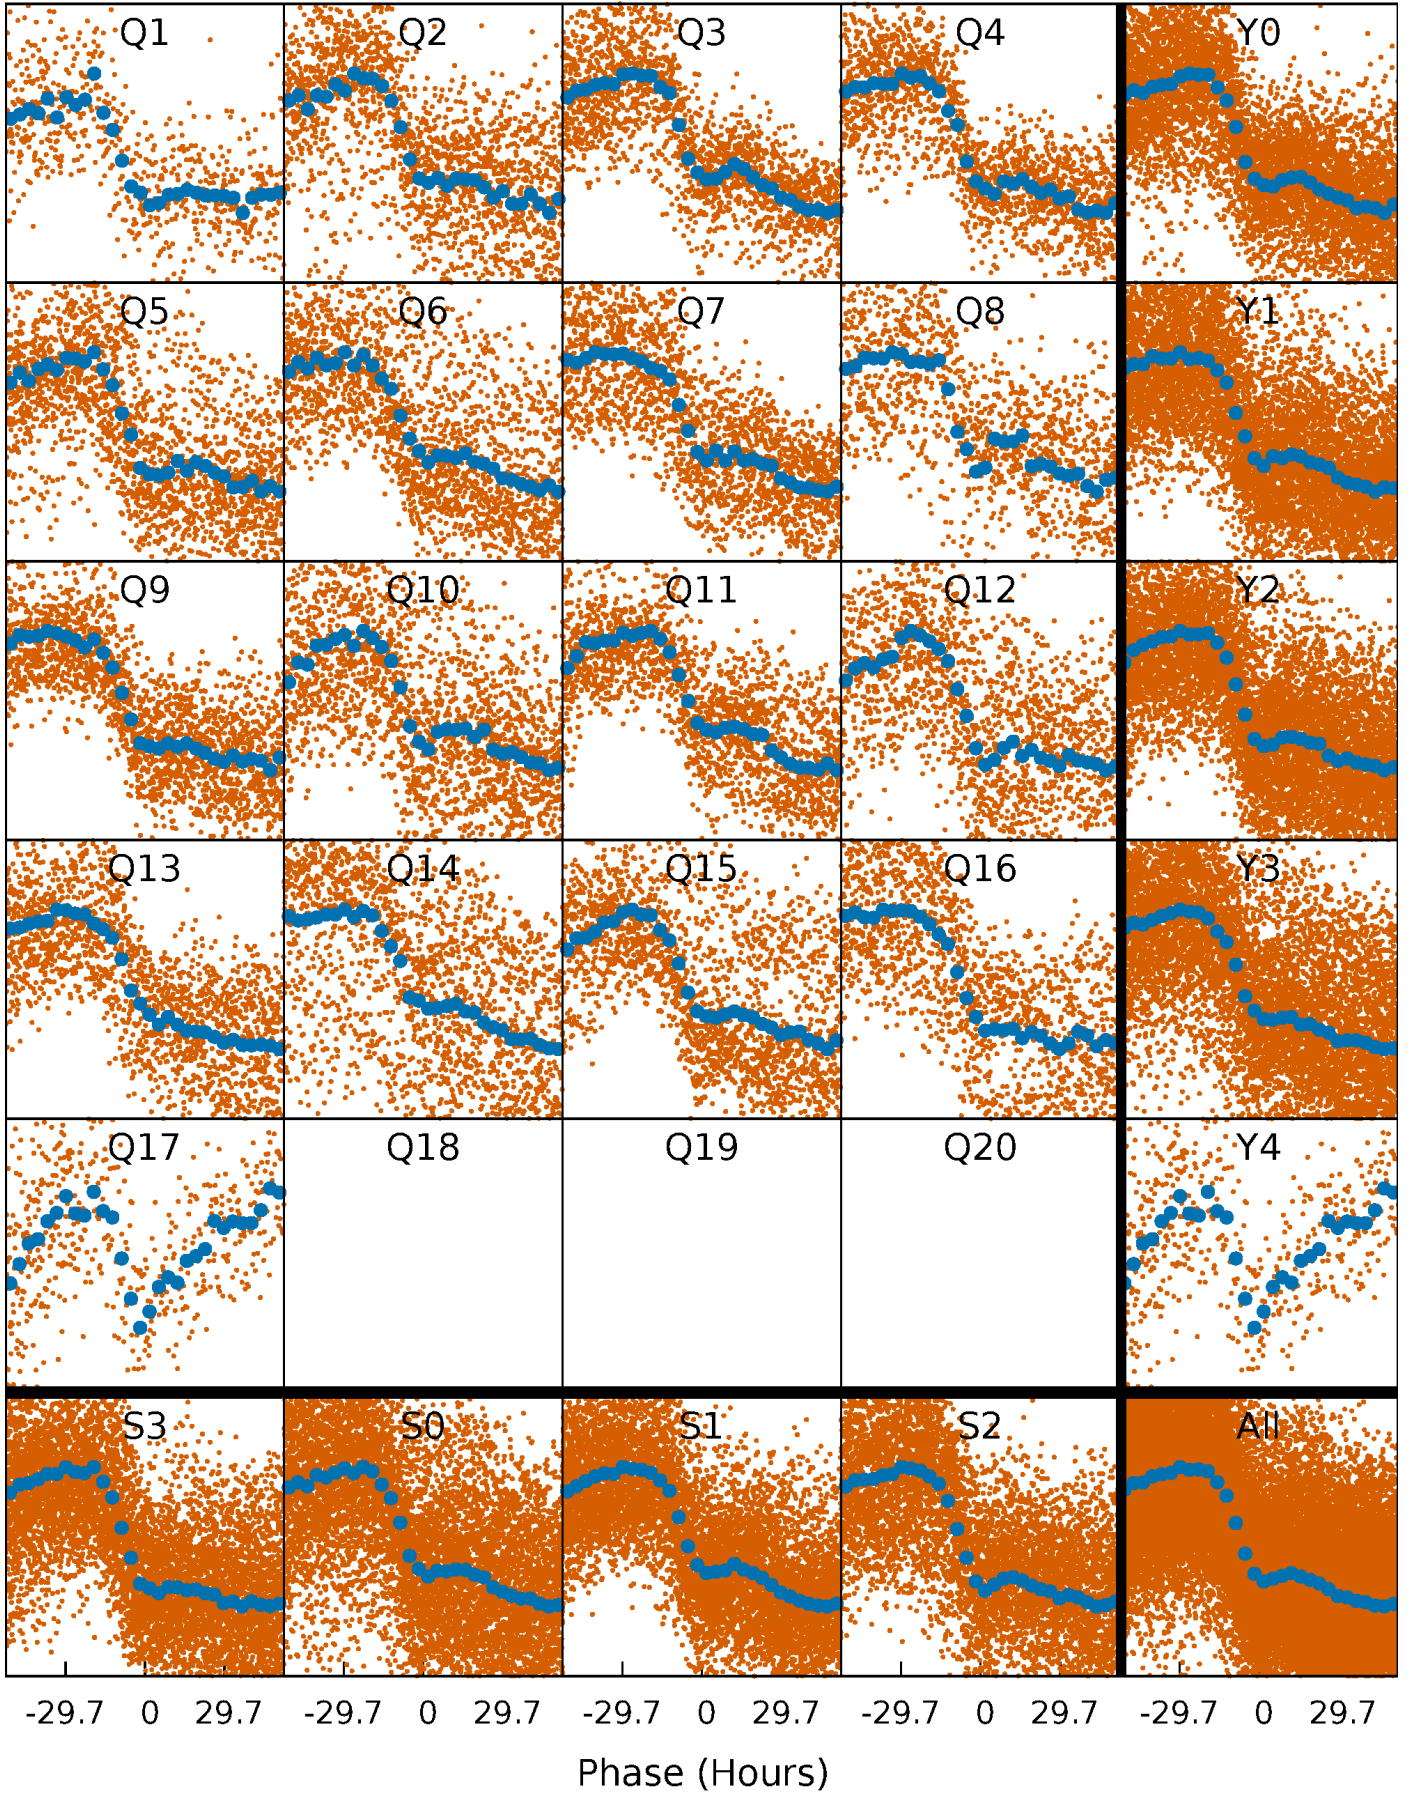 Q1 Q2 Q3 Q4 Y0
Q5 Q6 Q7 Q8 Y1
Q9 Q10 Q11 Q12 Y2
Q13 Q14 Q15 Q16 Y3
Q17 Q18 Q19 Q20 Y4
S3 S0 S1 S2 All
-29.7 0 29.7 -29.7 0 29.7 -29.7 0 29.7 -29.7 0 29.7 -29.7 0 29.7
Phase (Hours)